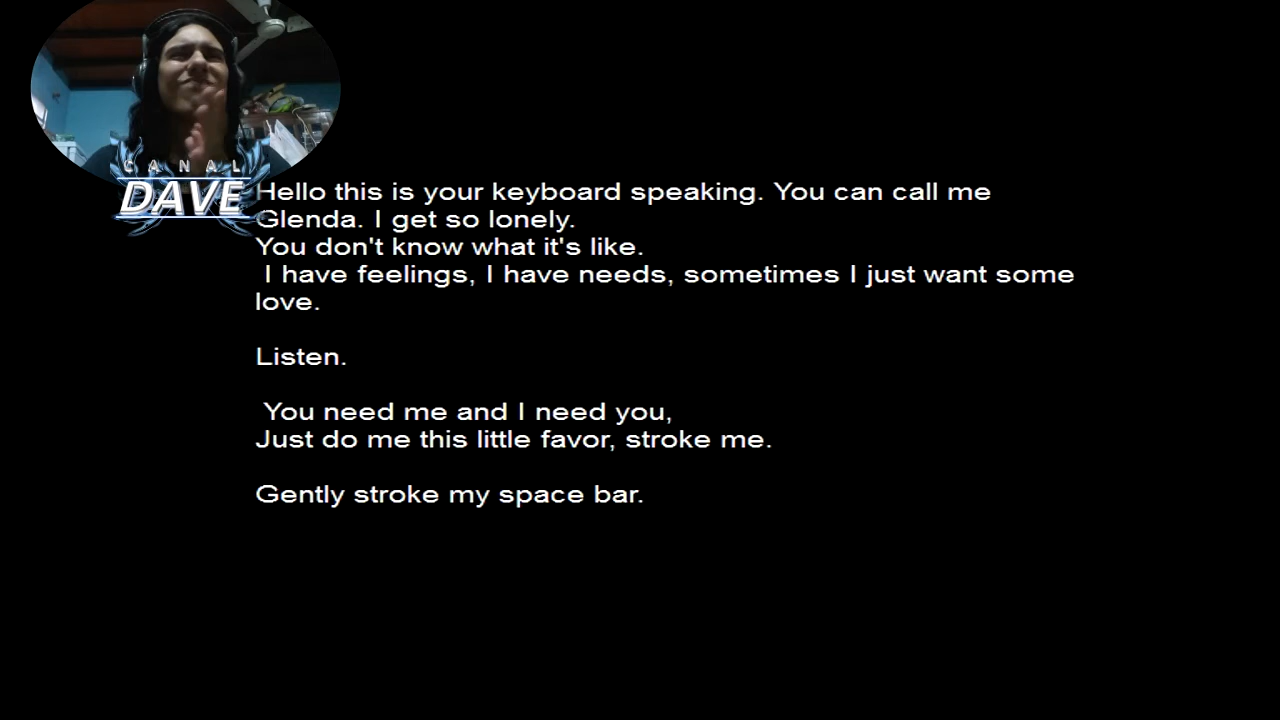 CANAL
DAVE
Hello this is your keyboard speaking. You can call me
Glenda. I get so lonely.
You don't know what it's like.
I have feelings, I have needs, sometimes I just want some
love.
Listen.
You need me and I need you,
Just do me this little favor, stroke me.
Gently stroke my space bar.